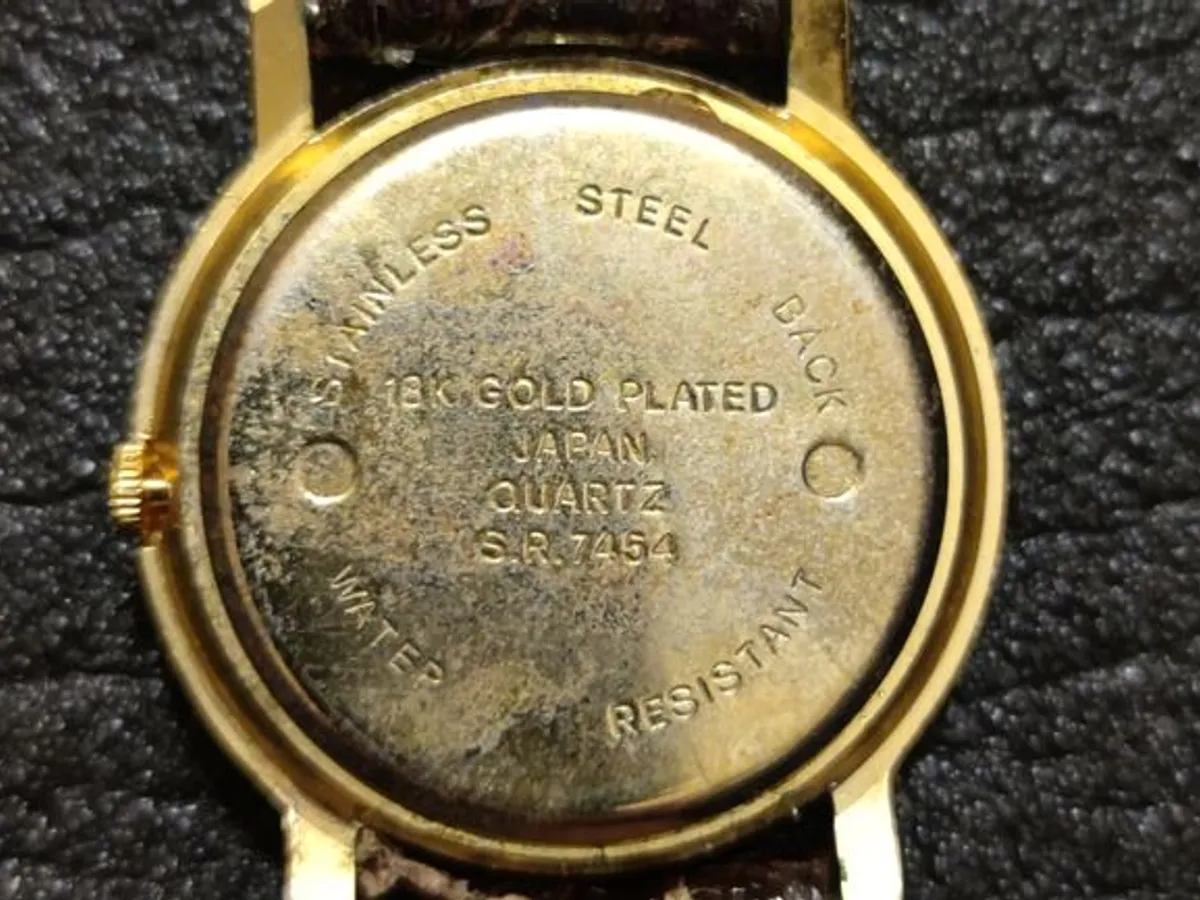 STAINLESS STEEL BACK
18K GOLD PLATED
JAPAN
QUARTZ
S.R.7454
WATER RESISTANT